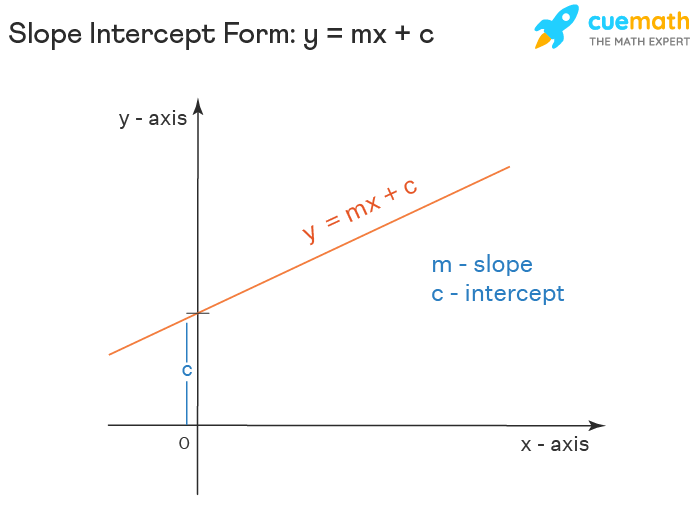 Slope Intercept Form: y = mx + c
cuemath
THE MATH EXPERT
y - axis
y = mx + c
m - slope
c - intercept
c
0
x - axis